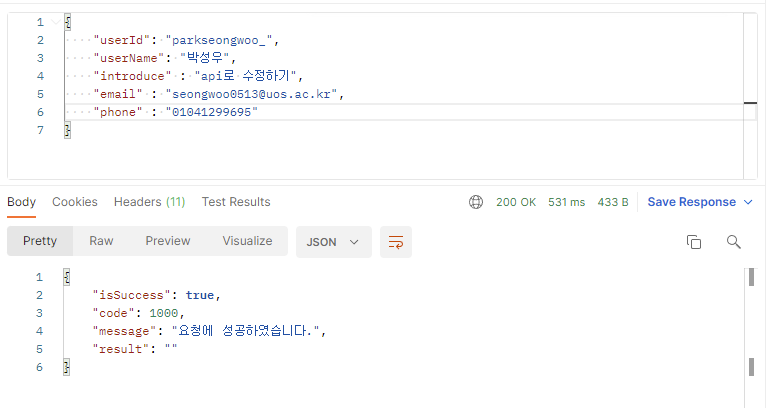 1 {
2 "userId": "parkseongwoo_",
3 "userName": "박성우",
4 "introduce" : "api로 수정하기",
5 "email" : "seongwoo0513@uos.ac.kr",
6 "phone" : "01041299695"
7 }
Body Cookies Headers (11) Test Results 200 OK 531 ms 433 B Save Response
Pretty Raw Preview Visualize JSON
1 {
2 "isSuccess": true,
3 "code": 1000,
4 "message": "요청에 성공하였습니다.",
5 "result": ""
6 }